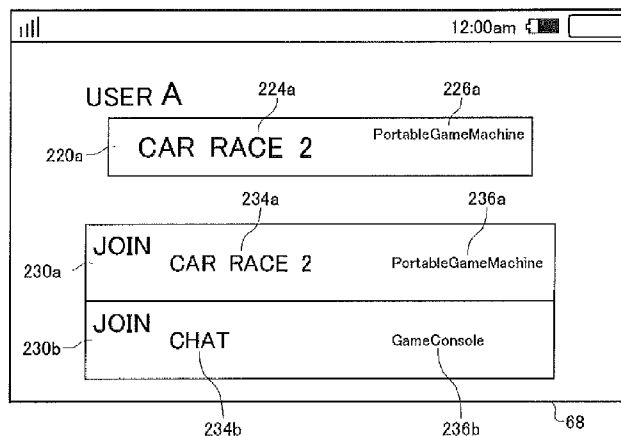 12:00am
USER A
224a
226a
220a
CAR RACE 2
PortableGameMachine
234a
236a
230a
JOIN
CAR RACE 2
PortableGameMachine
230b
JOIN
CHAT
GameConsole
234b
236b
68